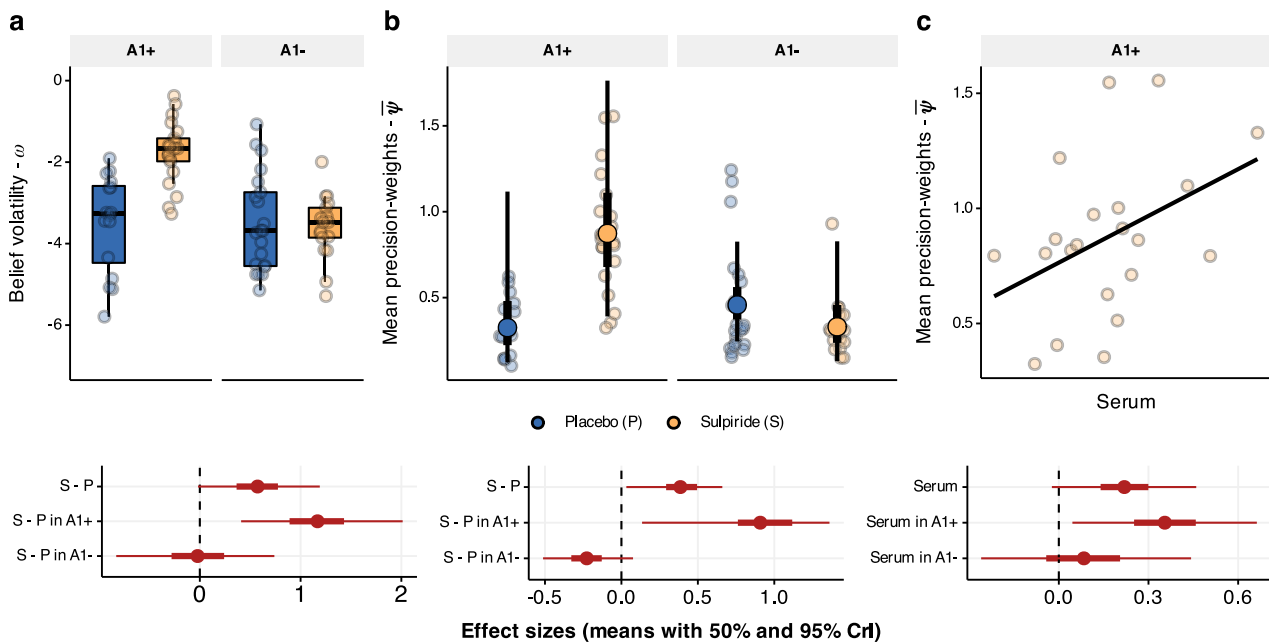 a
b
c
A1+
A1-
A1+
A1-
A1+
Belief volatility - ω
0
-2
-4
-6
Mean precision-weights - ψ̅
1.5
1.0
0.5
Mean precision-weights - ψ̅
1.5
1.0
0.5
Serum
Placebo (P)
Sulpiride (S)
S - P
S - P in A1+
S - P in A1-
0
1
2
S - P
S - P in A1+
S - P in A1-
-0.5
0.0
0.5
1.0
Serum
Serum in A1+
Serum in A1-
0.0
0.3
0.6
Effect sizes (means with 50% and 95% CrI)